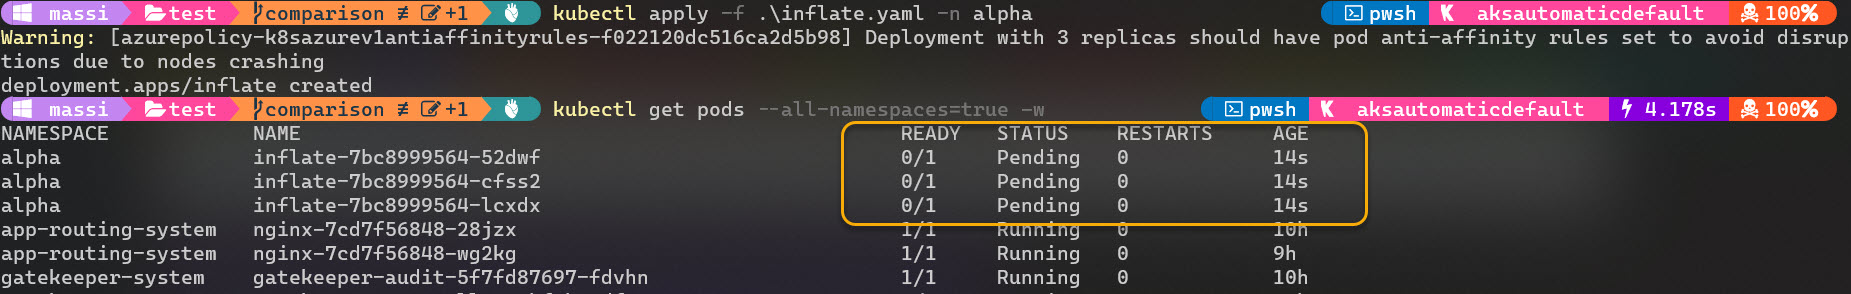 massi test comparison ≢ +1 kubectl apply -f .\inflate.yaml -n alpha pwsh aksautomaticdefault 100%
Warning: [azurepolicy-k8sazurev1antiaffinityrules-f022120dc516ca2d5b98] Deployment with 3 replicas should have pod anti-affinity rules set to avoid disrup
tions due to nodes crashing
deployment.apps/inflate created
massi test comparison ≢ +1 kubectl get pods --all-namespaces=true -w pwsh aksautomaticdefault 4.178s 100%
NAMESPACE NAME READY STATUS RESTARTS AGE
alpha inflate-7bc8999564-52dwf 0/1 Pending 0 14s
alpha inflate-7bc8999564-cfss2 0/1 Pending 0 14s
alpha inflate-7bc8999564-lcxdx 0/1 Pending 0 14s
app-routing-system nginx-7cd7f56848-28jzx 1/1 Running 0 10h
app-routing-system nginx-7cd7f56848-wg2kg 1/1 Running 0 9h
gatekeeper-system gatekeeper-audit-5f7fd87697-fdvhn 1/1 Running 0 10h